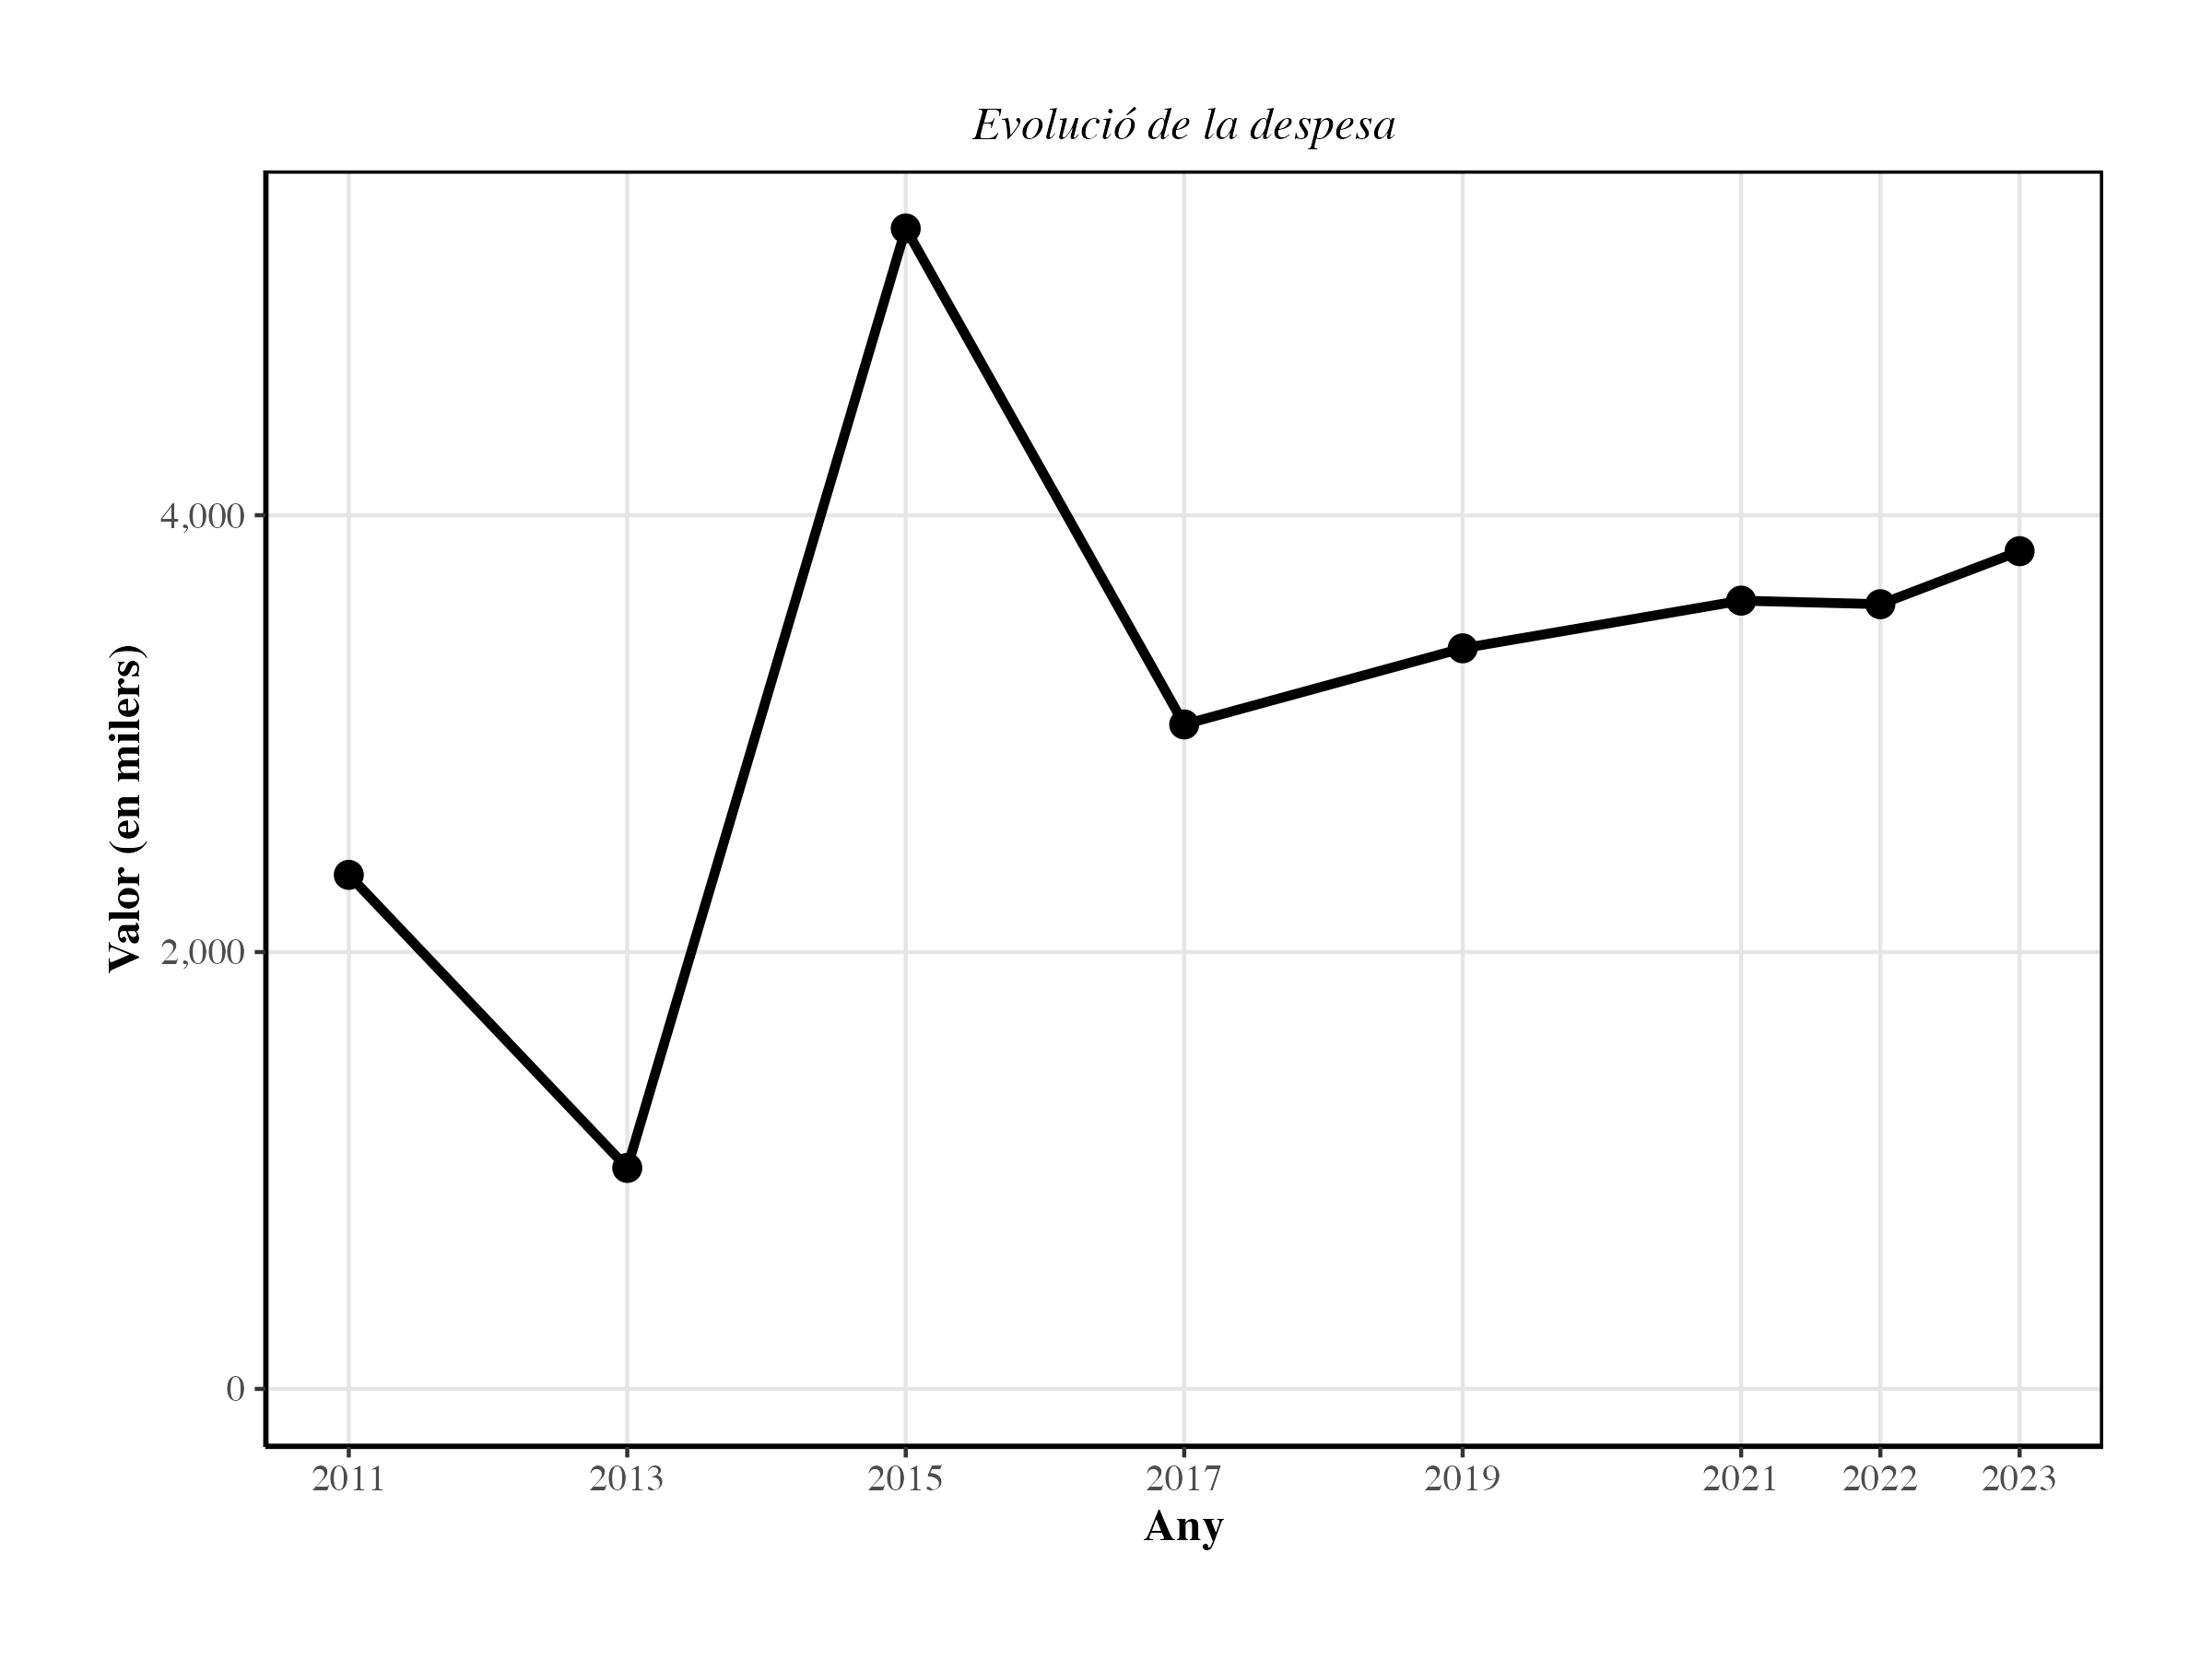 Evolució de la despesa
Valor (en milers)
4,000
2,000
0
2011 2013 2015 2017 2019 2021 2022 2023
Any